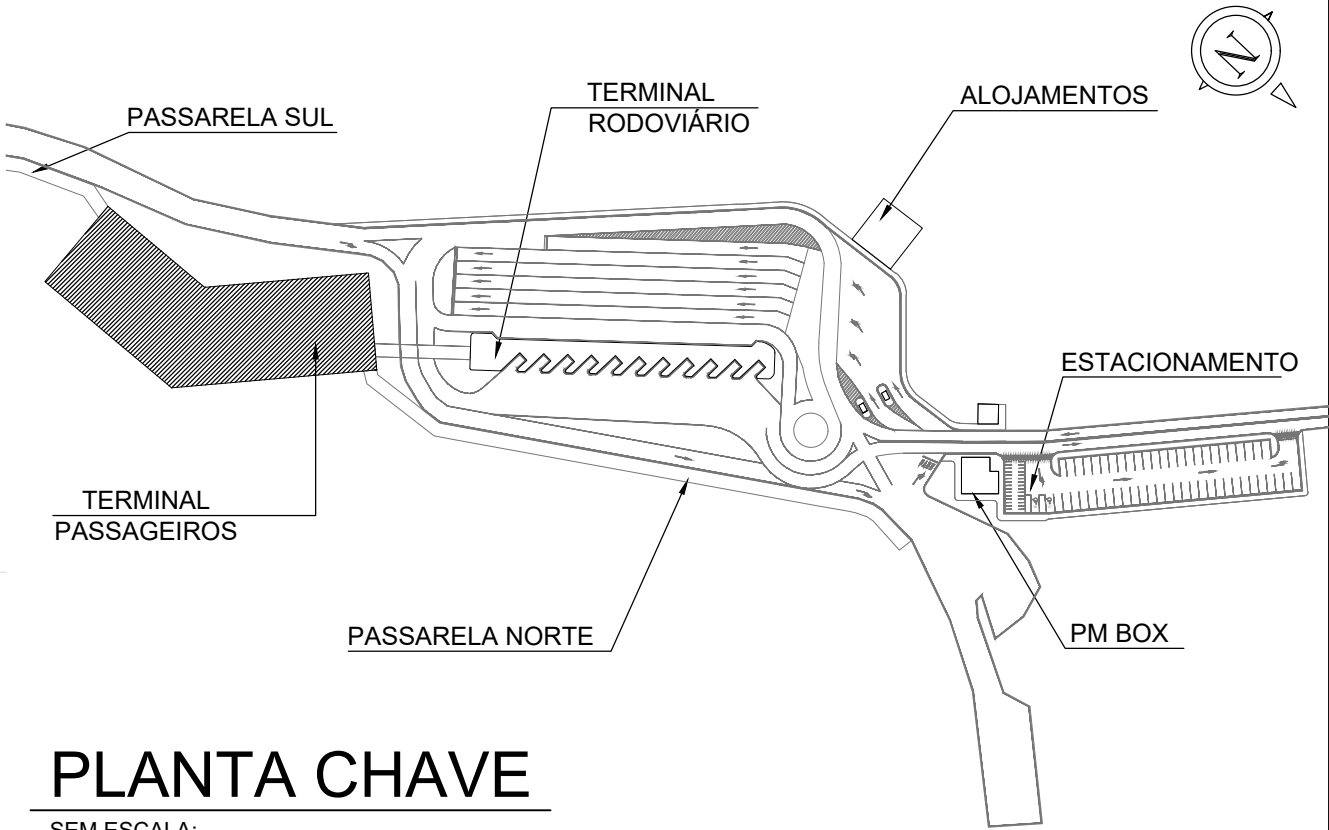 N
PASSARELA SUL
TERMINAL
RODOVIÁRIO
ALOJAMENTOS
ESTACIONAMENTO
TERMINAL
PASSAGEIROS
PASSARELA NORTE
PM BOX
PLANTA CHAVE
SEM ESCALA: